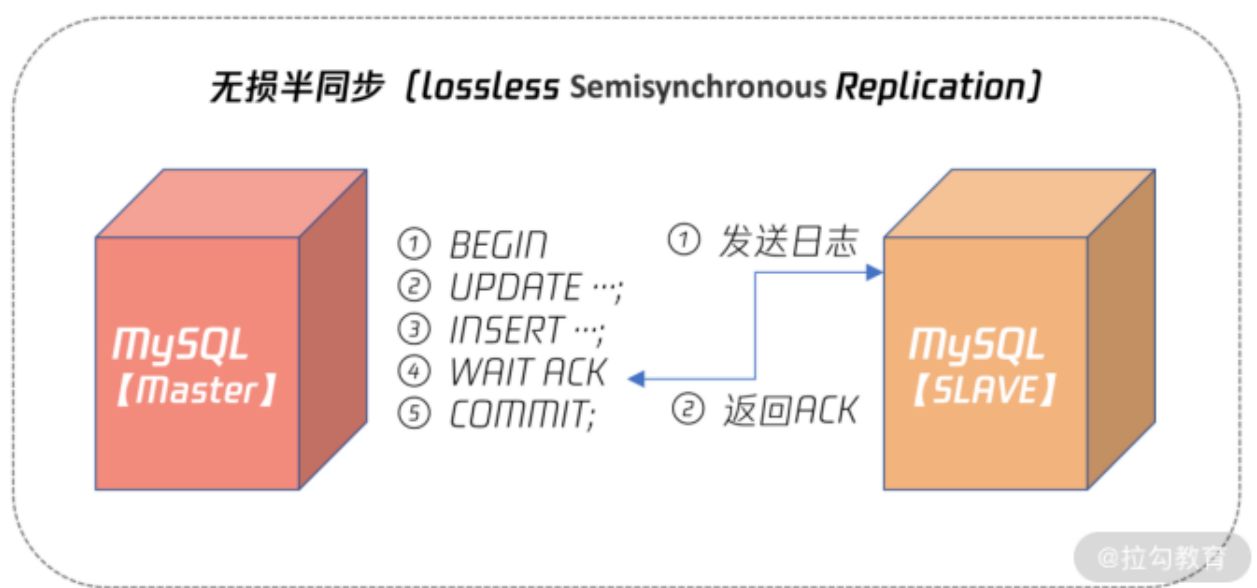 无损半同步（lossless Semisynchronous Replication）
① BEGIN
② UPDATE …;
③ INSERT …;
④ WAIT ACK
⑤ COMMIT;
① 发送日志
② 返回ACK
MySQL
【Master】
MySQL
【SLAVE】
@拉勾教育